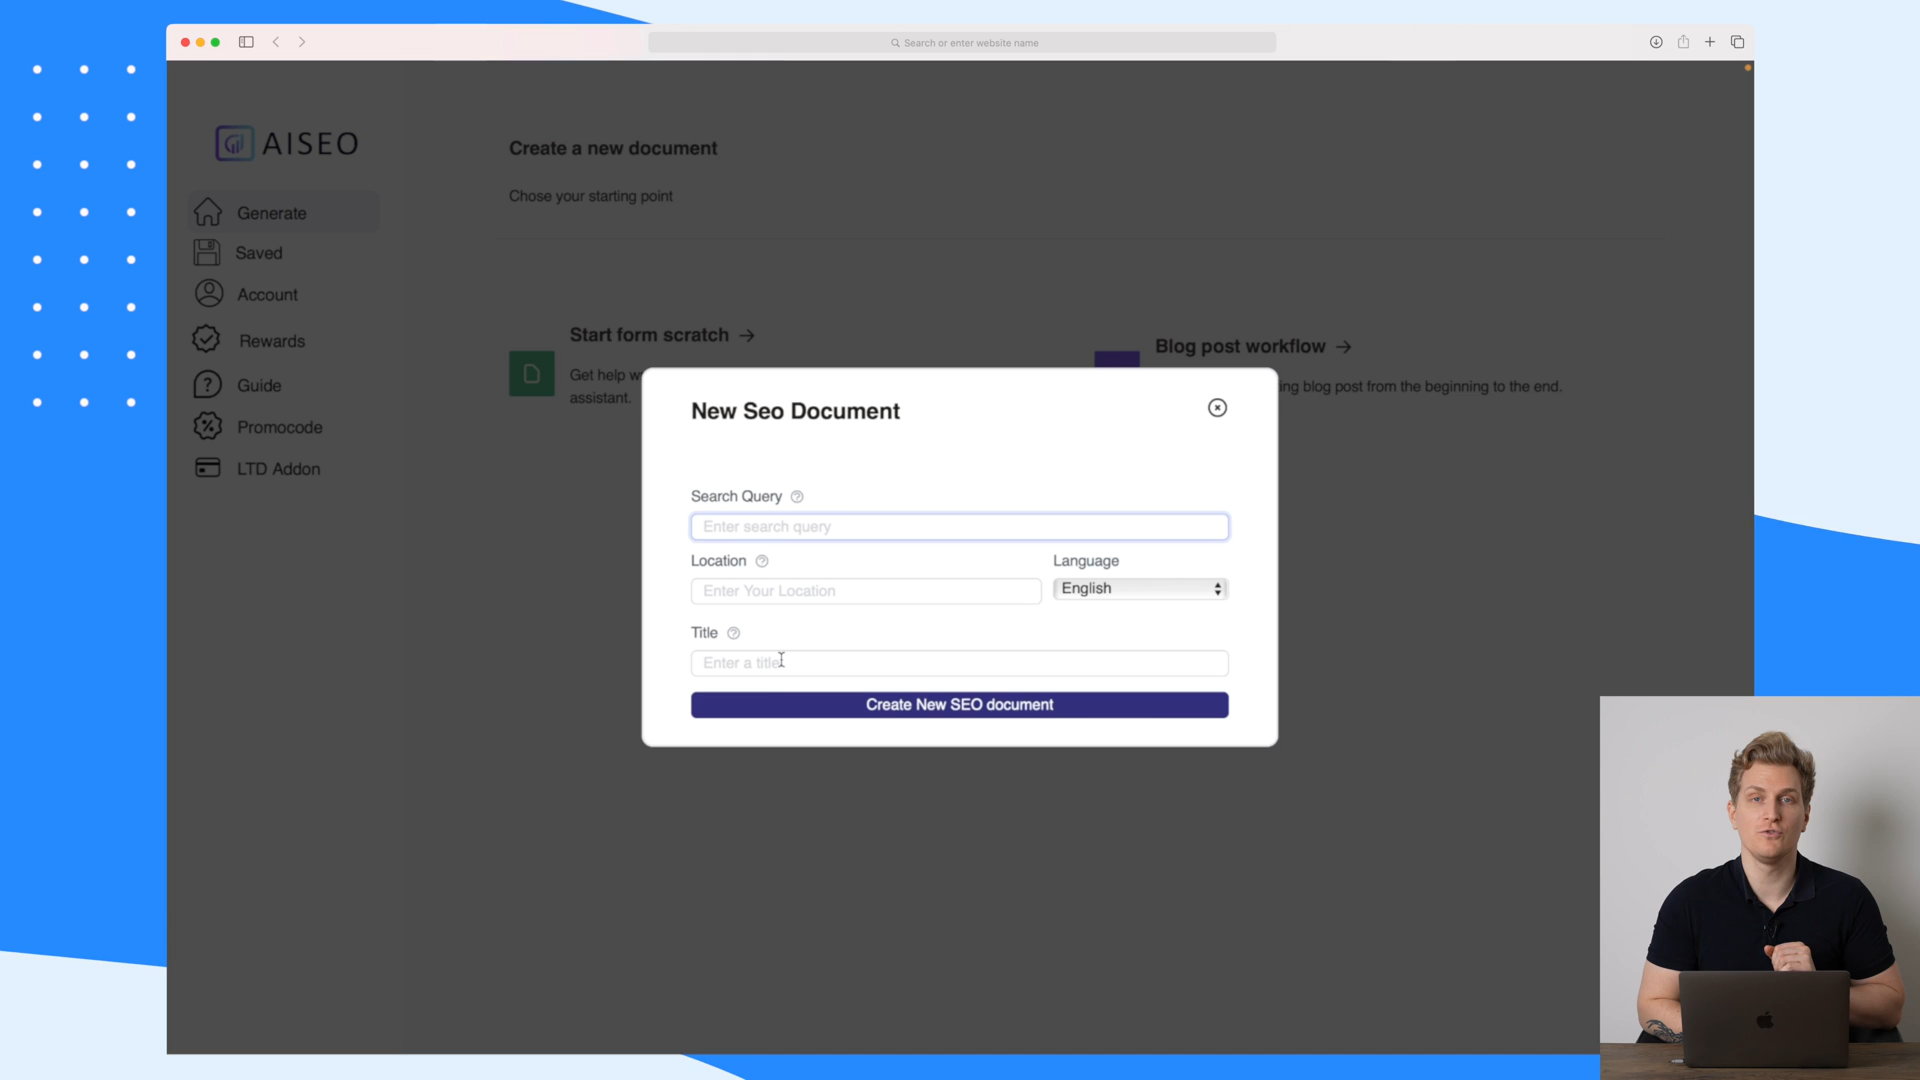 Search or enter website name
AISEO
Generate
Saved
Account
Rewards
Guide
Promocode
LTD Addon
Create a new document
Chose your starting point
Start form scratch →
Get help w
assistant.
Blog post workflow →
ing blog post from the beginning to the end.
New Seo Document
Search Query
Enter search query
Location
Language
Enter Your Location
English
Title
Enter a title
Create New SEO document